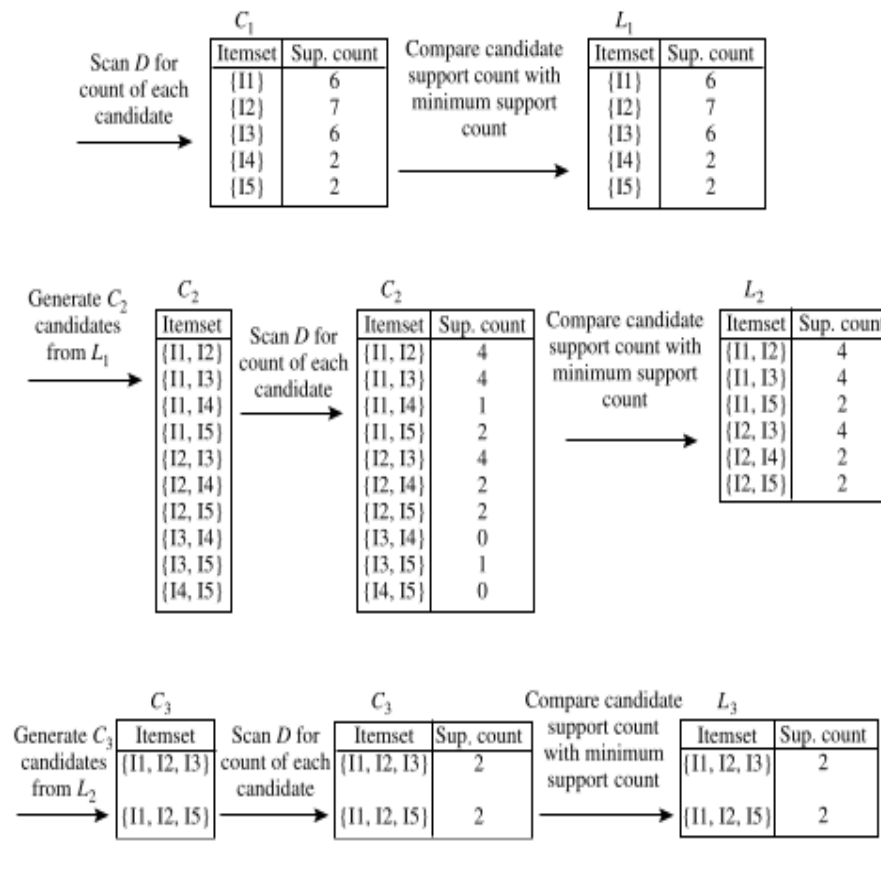 C₁
L₁
Scan D for
count of each
candidate
Itemset Sup. count
{I1} 6
{I2} 7
{I3} 6
{I4} 2
{I5} 2
Compare candidate
support count with
minimum support
count
Itemset Sup. count
{I1} 6
{I2} 7
{I3} 6
{I4} 2
{I5} 2
Generate C₂
candidates
from L₁
C₂
Itemset
{I1, I2}
{I1, I3}
{I1, I4}
{I1, I5}
{I2, I3}
{I2, I4}
{I2, I5}
{I3, I4}
{I3, I5}
{I4, I5}
Scan D for
count of each
candidate
C₂
Itemset Sup. count
{I1, I2} 4
{I1, I3} 4
{I1, I4} 1
{I1, I5} 2
{I2, I3} 4
{I2, I4} 2
{I2, I5} 2
{I3, I4} 0
{I3, I5} 1
{I4, I5} 0
Compare candidate
support count with
minimum support
count
L₂
Itemset Sup. count
{I1, I2} 4
{I1, I3} 4
{I1, I5} 2
{I2, I3} 4
{I2, I4} 2
{I2, I5} 2
Generate C₃
candidates
from L₂
C₃
Itemset
{I1, I2, I3}
{I1, I2, I5}
Scan D for
count of each
candidate
C₃
Itemset Sup. count
{I1, I2, I3} 2
{I1, I2, I5} 2
Compare candidate
support count
with minimum
support count
L₃
Itemset Sup. count
{I1, I2, I3} 2
{I1, I2, I5} 2